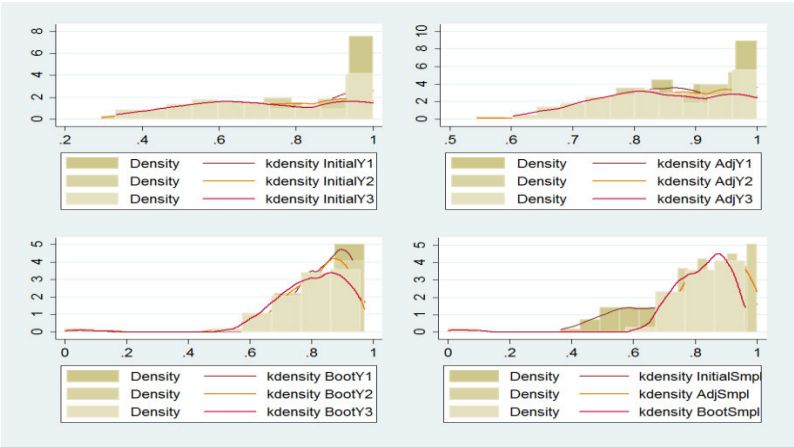 8
6
4
2
0
.2 .4 .6 .8 1
Density kdensity InitialY1
Density kdensity InitialY2
Density kdensity InitialY3
10
8
6
4
2
0
.5 .6 .7 .8 .9 1
Density kdensity AdjY1
Density kdensity AdjY2
Density kdensity AdjY3
5
4
3
2
1
0
0 .2 .4 .6 .8 1
Density kdensity BootY1
Density kdensity BootY2
Density kdensity BootY3
5
4
3
2
1
0
0 .2 .4 .6 .8 1
Density kdensity InitialSmpl
Density kdensity AdjSmpl
Density kdensity BootSmpl